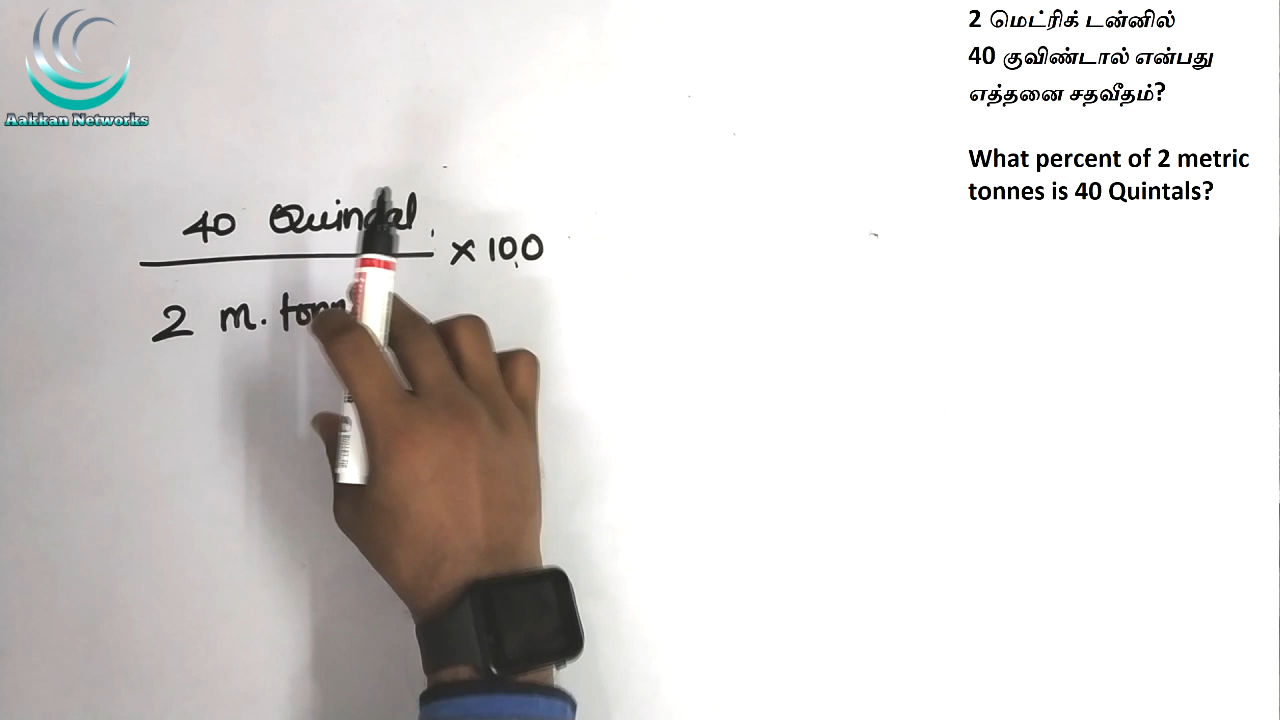 Aakkan Networks
2 மெட்ரிக் டன்னில்
40 குவிண்டால் என்பது
எத்தனை சதவீதம்?
What percent of 2 metric
tonnes is 40 Quintals?
40 Quindal
× 100
2 m.